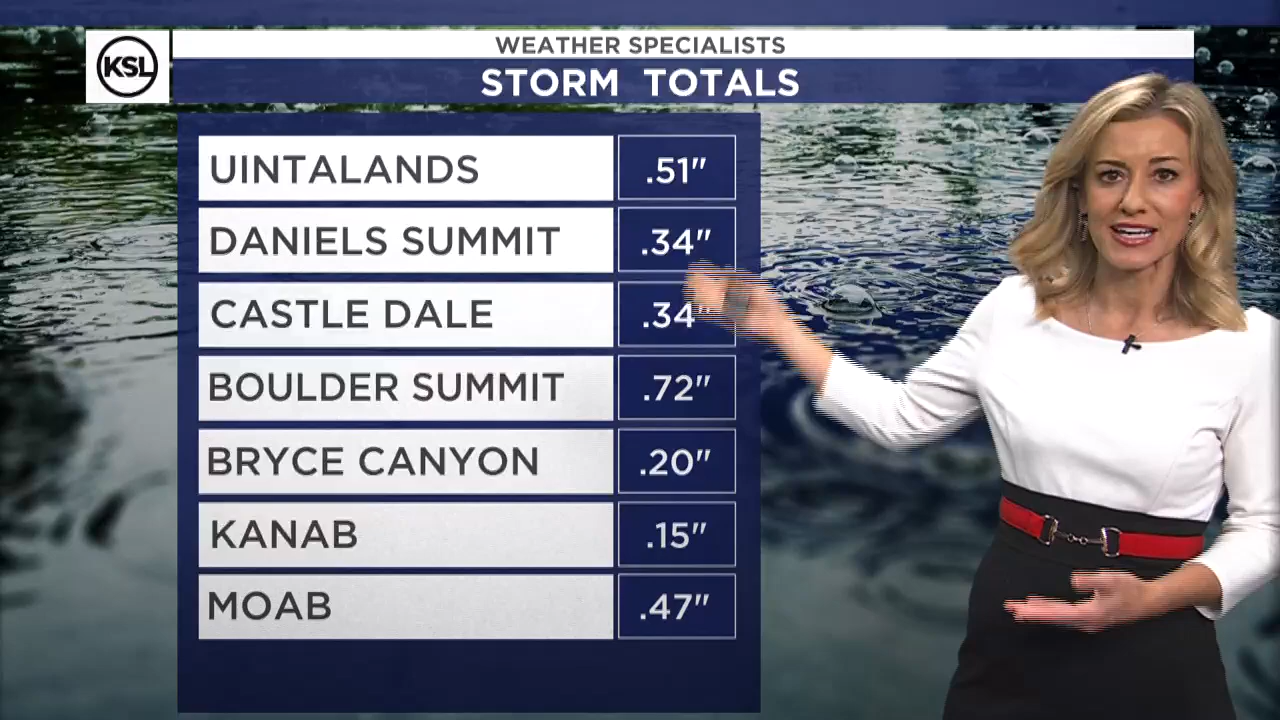 KSL
WEATHER SPECIALISTS
STORM TOTALS
UINTALANDS .51"
DANIELS SUMMIT .34"
CASTLE DALE .34"
BOULDER SUMMIT .72"
BRYCE CANYON .20"
KANAB .15"
MOAB .47"